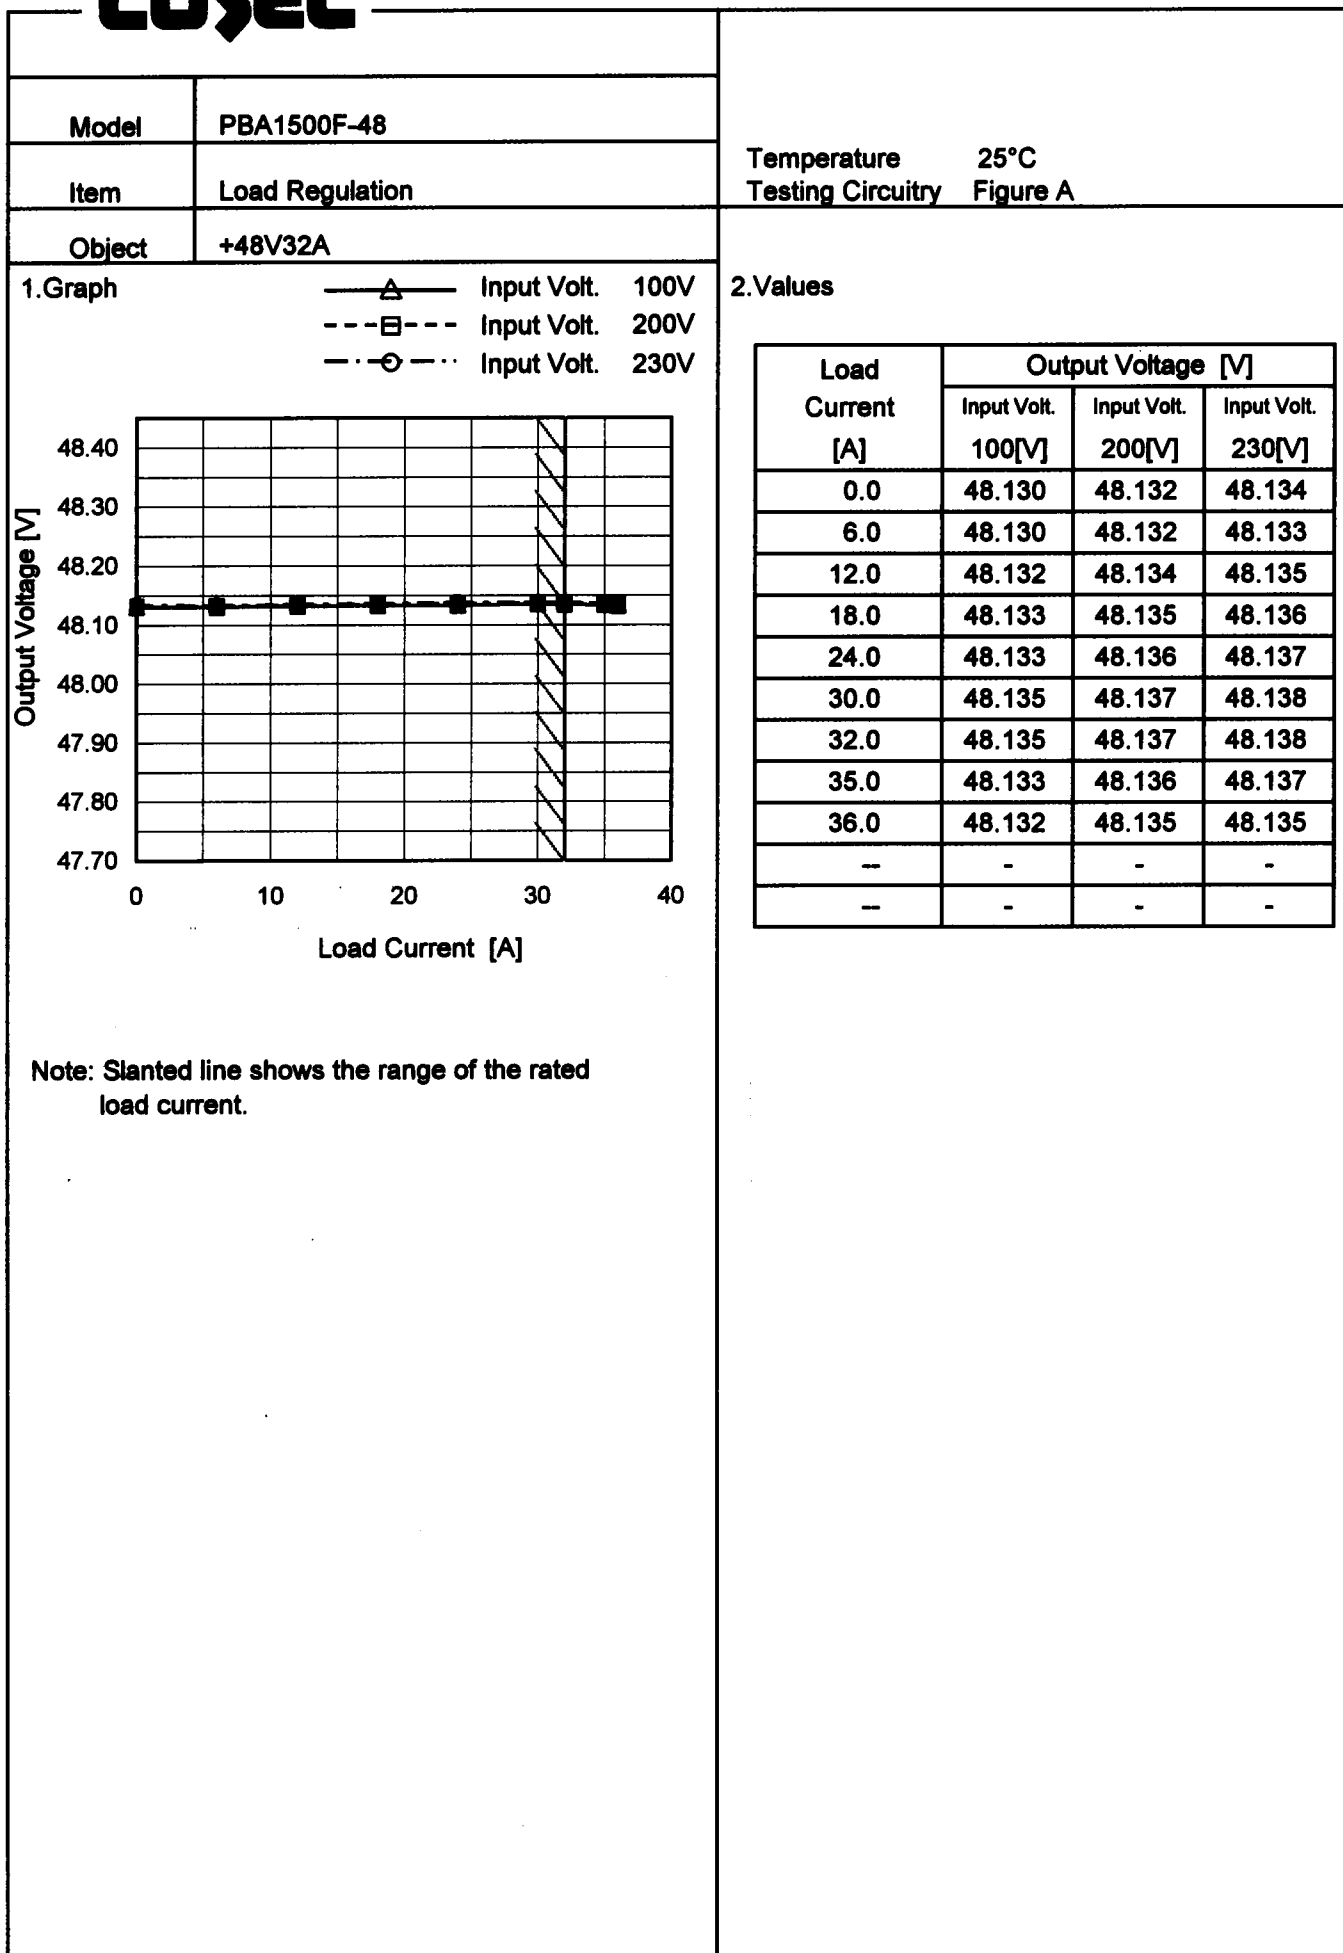 COSEL
Model PBA1500F-48
Item Load Regulation
Object +48V32A
Temperature 25°C
Testing Circuitry Figure A
1.Graph
Input Volt. 100V
Input Volt. 200V
Input Volt. 230V
48.40
48.30
48.20
48.10
48.00
47.90
47.80
47.70
Output Voltage [V]
0 10 20 30 40
Load Current [A]
Note: Slanted line shows the range of the rated
load current.
2.Values
Load Output Voltage [V]
Current Input Volt. Input Volt. Input Volt.
[A] 100[V] 200[V] 230[V]
0.0 48.130 48.132 48.134
6.0 48.130 48.132 48.133
12.0 48.132 48.134 48.135
18.0 48.133 48.135 48.136
24.0 48.133 48.136 48.137
30.0 48.135 48.137 48.138
32.0 48.135 48.137 48.138
35.0 48.133 48.136 48.137
36.0 48.132 48.135 48.135
-- - - -
-- - - -